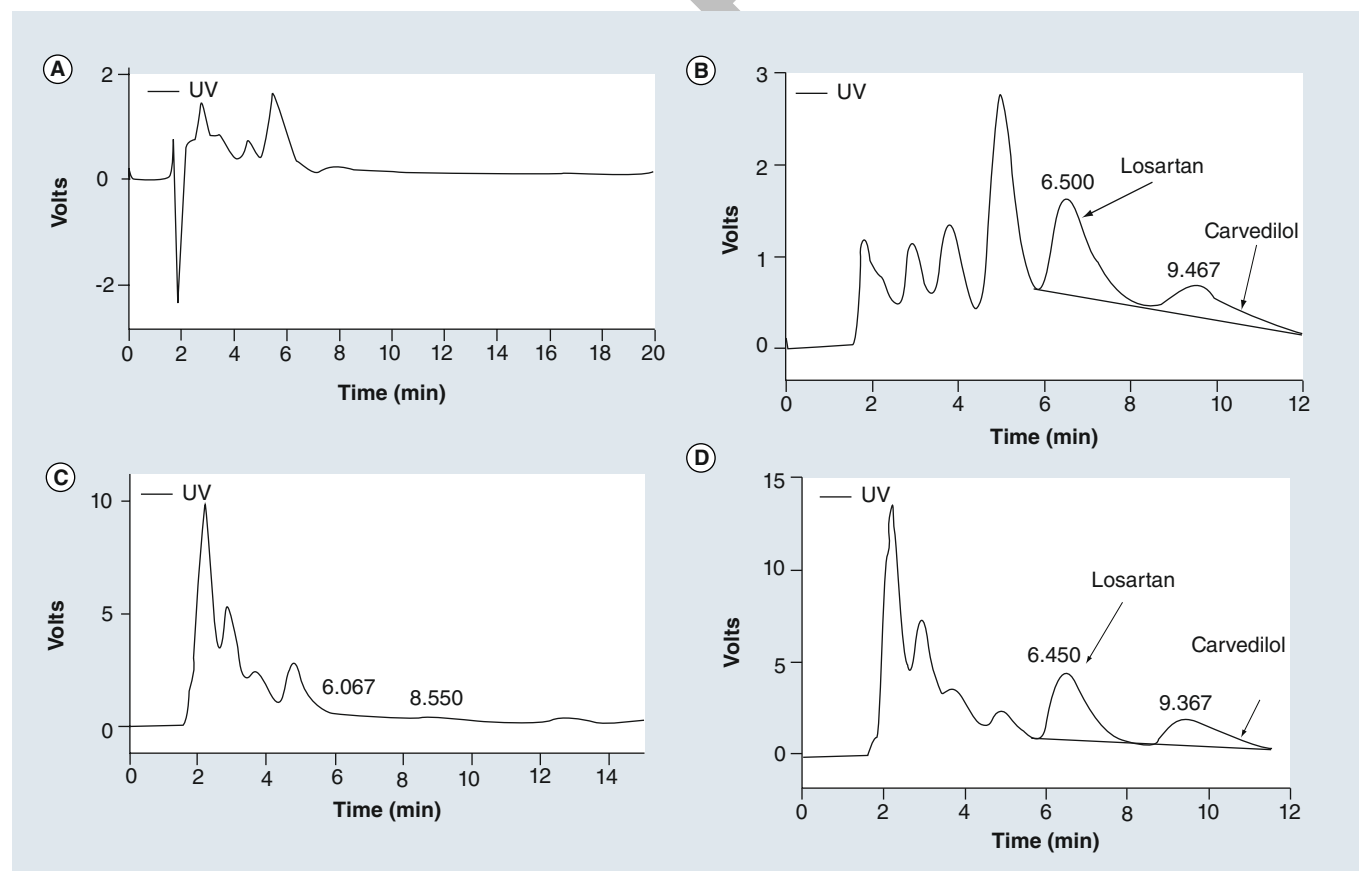 A
2
UV
0
-2
Volts
0 2 4 6 8 10 12 14 16 18 20
Time (min)
B
3
UV
2
1
0
Volts
Losartan
6.500
Carvedilol
9.467
0 2 4 6 8 10 12
Time (min)
C
10
UV
5
0
Volts
6.067
8.550
0 2 4 6 8 10 12 14
Time (min)
D
15
UV
10
5
0
Volts
Losartan
6.450
Carvedilol
9.367
0 2 4 6 8 10 12
Time (min)